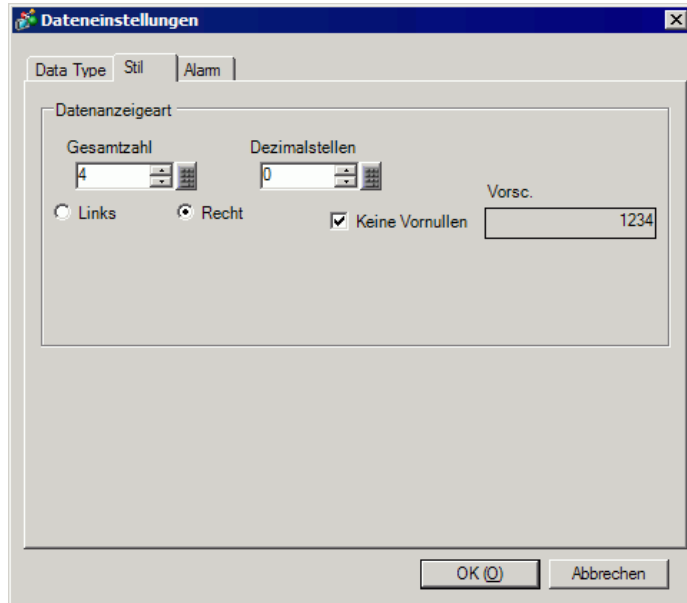 Dateneinstellungen
Data Type Stil Alarm
Datenanzeigeart
Gesamtzahl Dezimalstellen
4 0
Vorsc.
Links Recht Keine Vornullen 1234
OK (O) Abbrechen